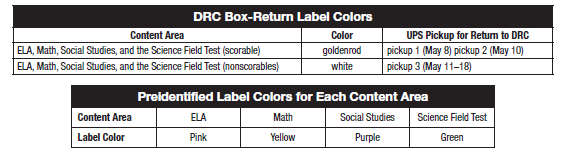 DRC Box-Return Label Colors
Content Area Color UPS Pickup for Return to DRC
ELA, Math, Social Studies, and the Science Field Test (scorable) goldenrod pickup 1 (May 8) pickup 2 (May 10)
ELA, Math, Social Studies, and the Science Field Test (nonscorables) white pickup 3 (May 11–18)
Preidentified Label Colors for Each Content Area
Content Area ELA Math Social Studies Science Field Test
Label Color Pink Yellow Purple Green